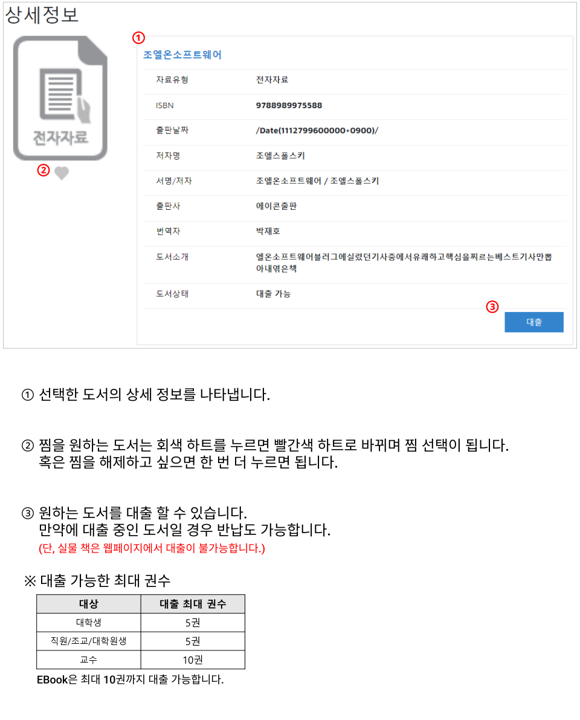 상세정보
①
조엘온소프트웨어
자료유형 전자자료
ISBN 9788989975588
출판날짜 /Date(1112799600000+0900)/
저자명 조엘스폴스키
서명/저자 조엘온소프트웨어 / 조엘스폴스키
출판사 에이콘출판
번역자 박재호
도서소개 엘온소프트웨어블러그에실렸던기사중에서유쾌하고핵심을찌르는베스트기사만뽑
아내엮은책
도서상태 대출 가능
전자자료
②
③
대출
① 선택한 도서의 상세 정보를 나타냅니다.
② 찜을 원하는 도서는 회색 하트를 누르면 빨간색 하트로 바뀌며 찜 선택이 됩니다.
혹은 찜을 해제하고 싶으면 한 번 더 누르면 됩니다.
③ 원하는 도서를 대출 할 수 있습니다.
만약에 대출 중인 도서일 경우 반납도 가능합니다.
(단, 실물 책은 웹페이지에서 대출이 불가능합니다.)
※ 대출 가능한 최대 권수
대상 대출 최대 권수
대학생 5권
직원/조교/대학원생 5권
교수 10권
EBook은 최대 10권까지 대출 가능합니다.